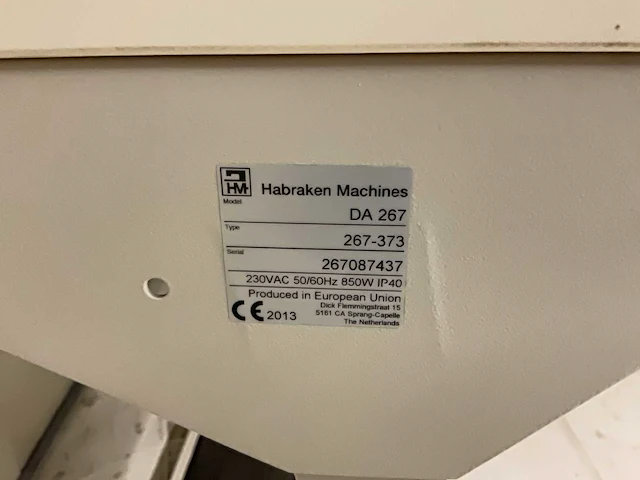 HM
Habraken Machines
Model
DA 267
Type
267-373
Serial
267087437
230VAC 50/60Hz 850W IP40
Produced in European Union
CE 2013
Dick Flemmingstraat 15
5161 CA Sprang-Capelle
The Netherlands